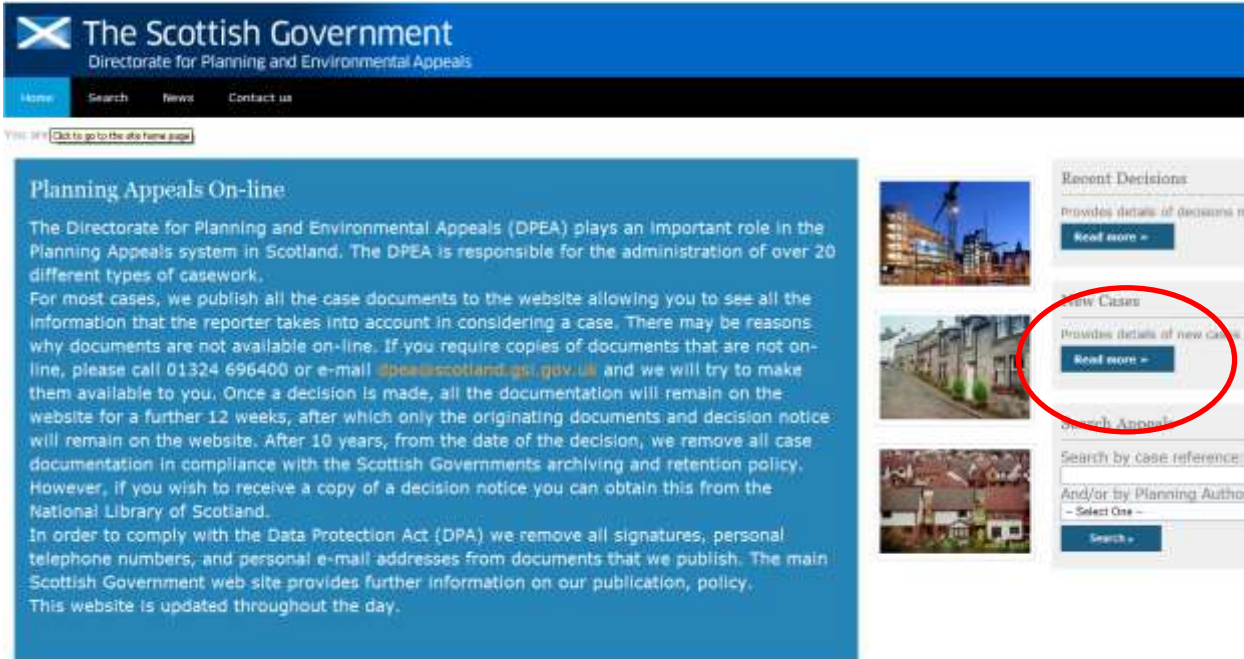 The Scottish Government
Directorate for Planning and Environmental Appeals
Home Search News Contact us
You are Click to go to the site home page
Planning Appeals On-line
The Directorate for Planning and Environmental Appeals (DPEA) plays an important role in the
Planning Appeals system in Scotland. The DPEA is responsible for the administration of over 20
different types of casework.
For most cases, we publish all the case documents to the website allowing you to see all the
information that the reporter takes into account in considering a case. There may be reasons
why documents are not available on-line. If you require copies of documents that are not on-
line, please call 01324 696400 or e-mail dpea@scotland.gsi.gov.uk and we will try to make
them available to you. Once a decision is made, all the documentation will remain on the
website for a further 12 weeks, after which only the originating documents and decision notice
will remain on the website. After 10 years, from the date of the decision, we remove all case
documentation in compliance with the Scottish Governments archiving and retention policy.
However, if you wish to receive a copy of a decision notice you can obtain this from the
National Library of Scotland.
In order to comply with the Data Protection Act (DPA) we remove all signatures, personal
telephone numbers, and personal e-mail addresses from documents that we publish. The main
Scottish Government web site provides further information on our publication, policy.
This website is updated throughout the day.
Recent Decisions
Provides details of decisions
Read more »
New Cases
Provides details of new cases
Read more »
Search Appeals
Search by case reference:
And/or by Planning Autho
-- Select One --
Search »